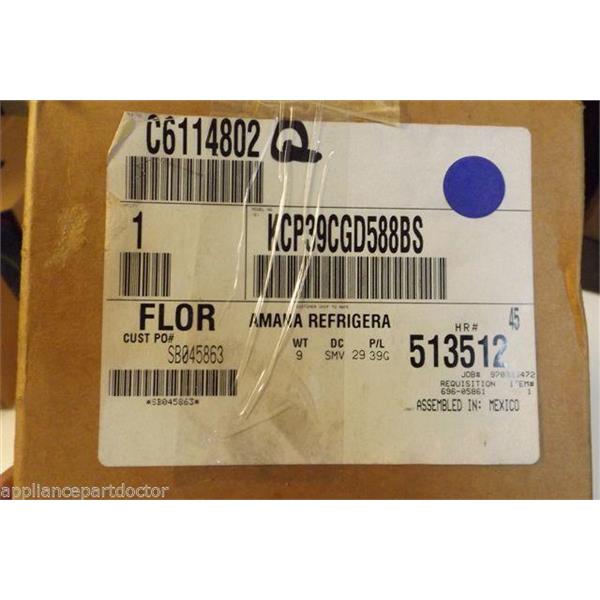 C6114802 Q
1
KCP39CGD588BS
FLOR AMANA REFRIGERA
CUST PO#
SB045863
WT DC P/L
9 SMV 29 39G
HR# 45
513512
JOB#
REQUISITION ITEM#
696-05861 1
*SB045863*
ASSEMBLED IN: MEXICO
appliancepartdoctor